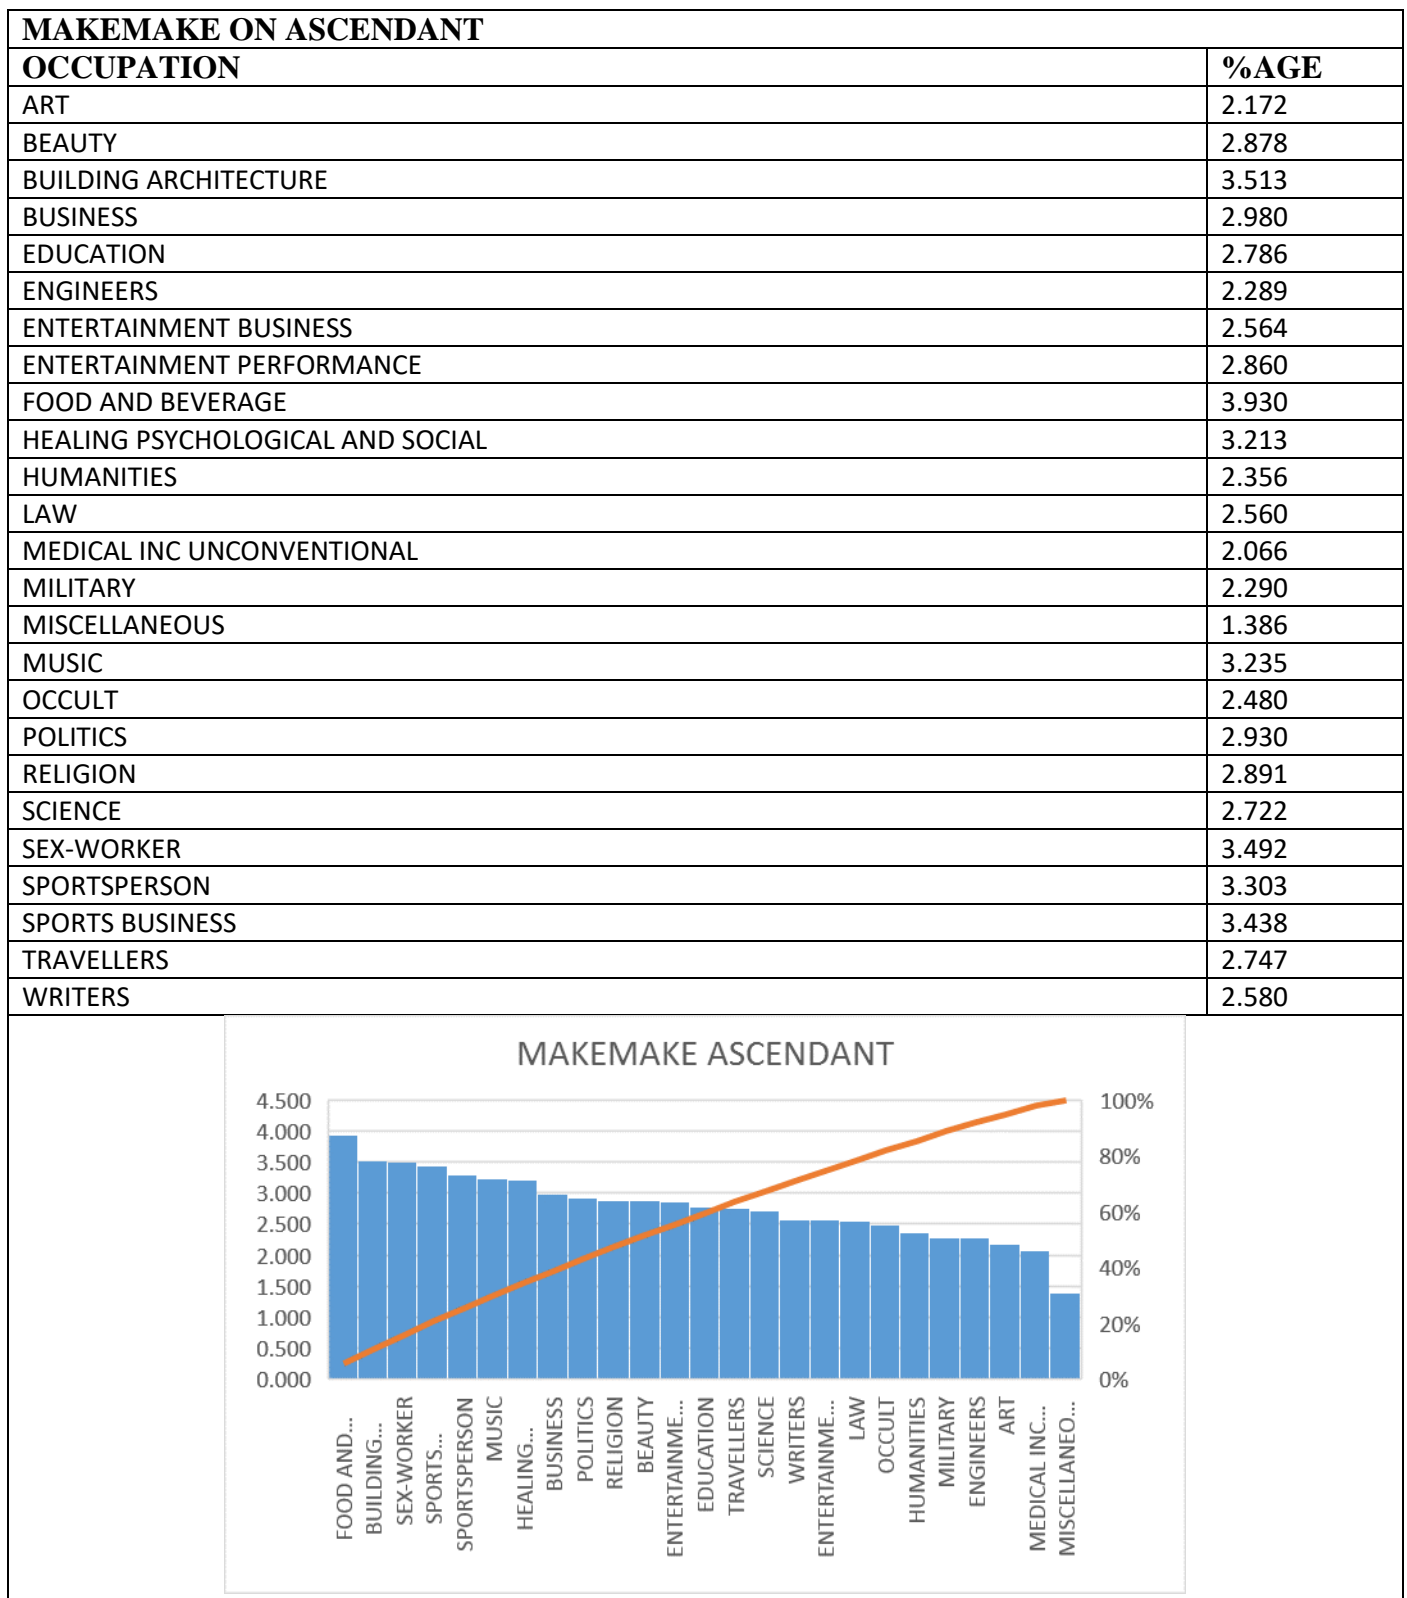 MAKEMAKE ON ASCENDANT
OCCUPATION %AGE
ART 2.172
BEAUTY 2.878
BUILDING ARCHITECTURE 3.513
BUSINESS 2.980
EDUCATION 2.786
ENGINEERS 2.289
ENTERTAINMENT BUSINESS 2.564
ENTERTAINMENT PERFORMANCE 2.860
FOOD AND BEVERAGE 3.930
HEALING PSYCHOLOGICAL AND SOCIAL 3.213
HUMANITIES 2.356
LAW 2.560
MEDICAL INC UNCONVENTIONAL 2.066
MILITARY 2.290
MISCELLANEOUS 1.386
MUSIC 3.235
OCCULT 2.480
POLITICS 2.930
RELIGION 2.891
SCIENCE 2.722
SEX-WORKER 3.492
SPORTSPERSON 3.303
SPORTS BUSINESS 3.438
TRAVELLERS 2.747
WRITERS 2.580
MAKEMAKE ASCENDANT
4.500 100%
4.000
3.500 80%
3.000
2.500 60%
2.000
1.500 40%
1.000 20%
0.500
0.000 0%
FOOD AND...
BUILDING...
SEX-WORKER
SPORTS...
SPORTSPERSON
MUSIC
HEALING...
BUSINESS
POLITICS
RELIGION
BEAUTY
ENTERTAINME...
EDUCATION
TRAVELLERS
SCIENCE
WRITERS
ENTERTAINME...
LAW
OCCULT
HUMANITIES
MILITARY
ENGINEERS
ART
MEDICAL INC...
MISCELLANEO...